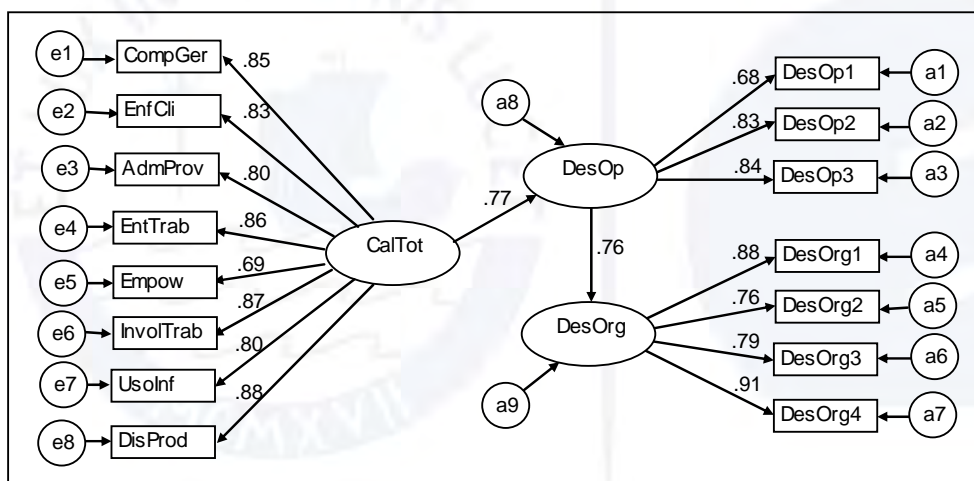 e1 CompGer .85
e2 EnfCli .83
e3 AdmProv .80
e4 EntTrab .86
e5 Empow .69
e6 InvolTrab .87
e7 UsoInf .80
e8 DisProd .88
CalTot
.77
a8
DesOp
.76
DesOrg
a9
.68 DesOp1 a1
.83 DesOp2 a2
.84 DesOp3 a3
.88 DesOrg1 a4
.76 DesOrg2 a5
.79 DesOrg3 a6
.91 DesOrg4 a7
MXVII